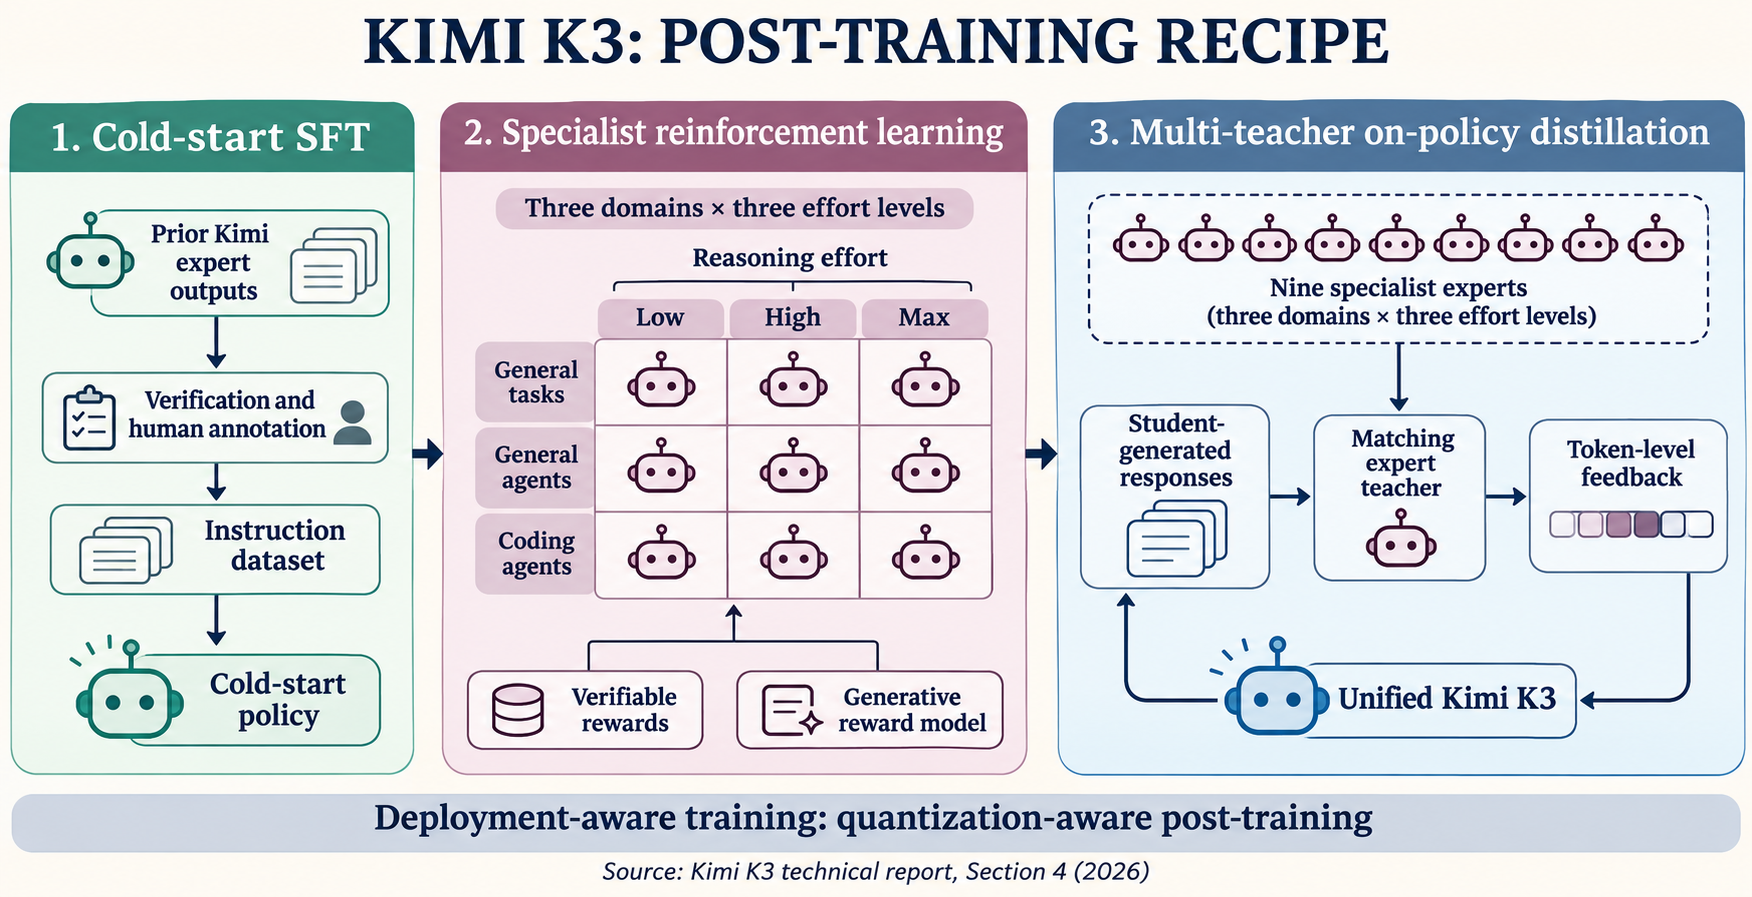 KIMI K3: POST-TRAINING RECIPE
1. Cold-start SFT
Prior Kimi
expert
outputs
Verification and
human annotation
Instruction
dataset
Cold-start
policy
2. Specialist reinforcement learning
Three domains × three effort levels
Reasoning effort
Low
High
Max
General
tasks
General
agents
Coding
agents
Verifiable
rewards
Generative
reward model
3. Multi-teacher on-policy distillation
Nine specialist experts
(three domains × three effort levels)
Student-
generated
responses
Matching
expert
teacher
Token-level
feedback
Unified Kimi K3
Deployment-aware training: quantization-aware post-training
Source: Kimi K3 technical report, Section 4 (2026)